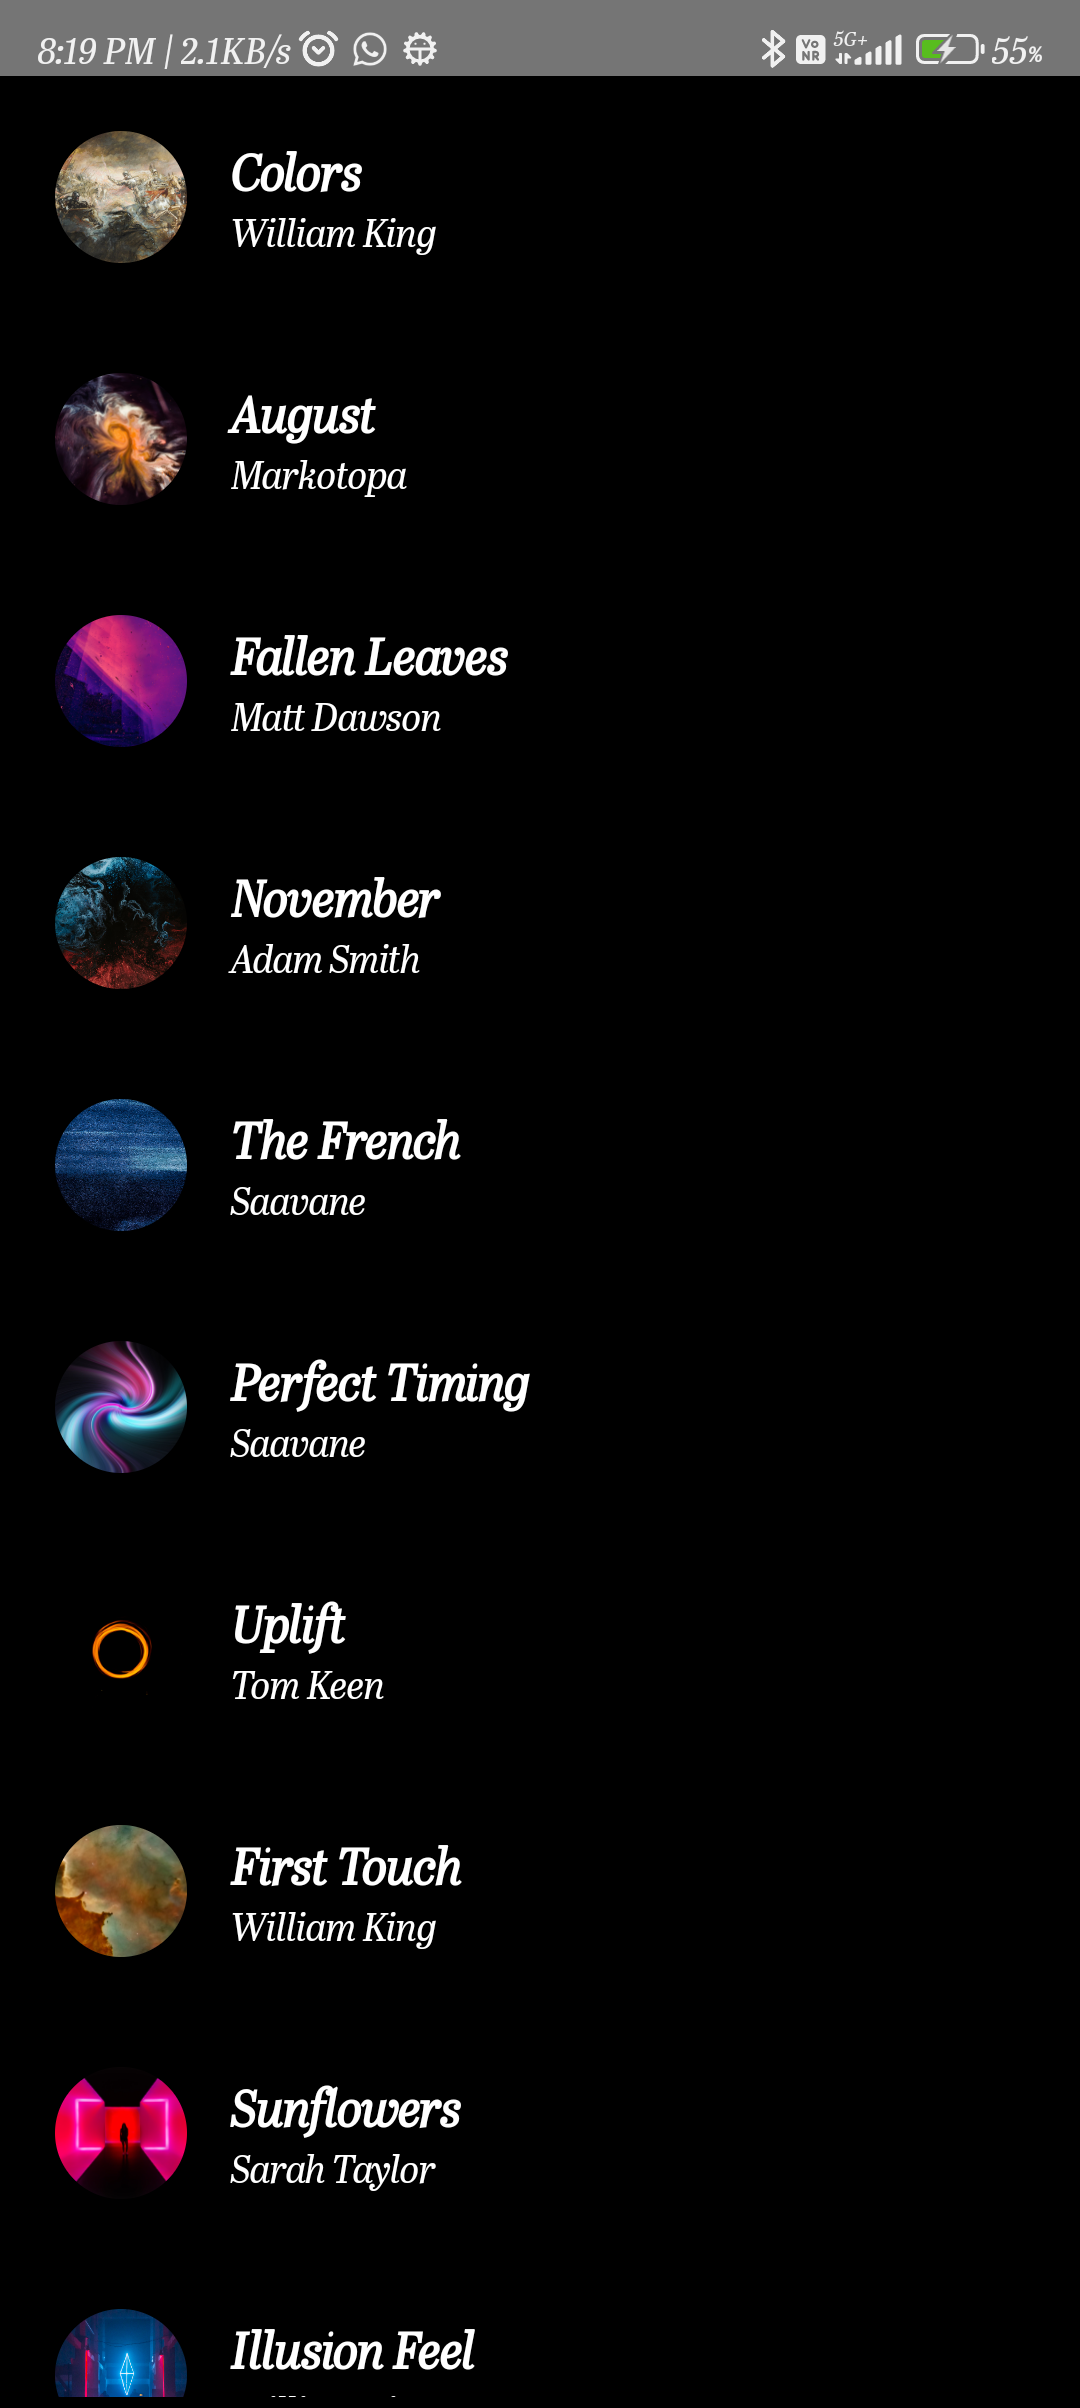 8:19 PM | 2.1KB/s
Vo NR 5G+ 55%
Colors
William King
August
Markotopa
Fallen Leaves
Matt Dawson
November
Adam Smith
The French
Saavane
Perfect Timing
Saavane
Uplift
Tom Keen
First Touch
William King
Sunflowers
Sarah Taylor
Illusion Feel